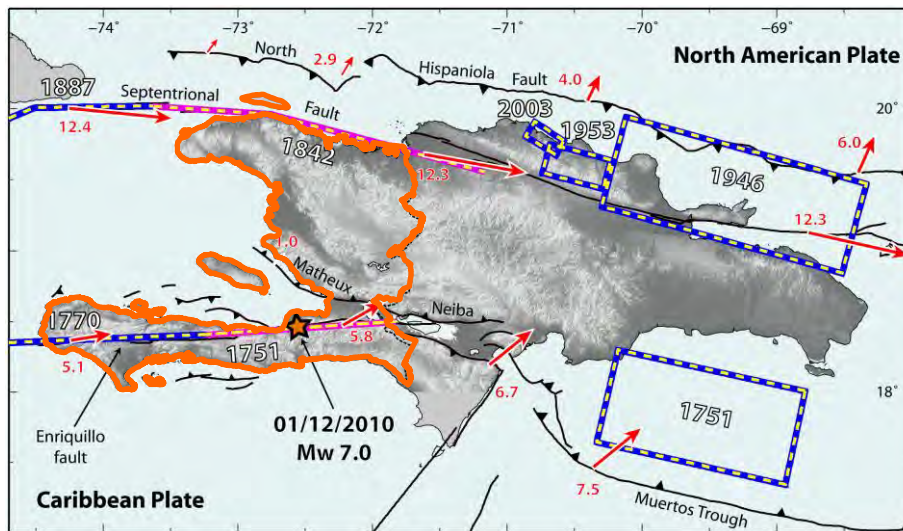 −74° −73° −72° −71° −70° −69°
North
2.9
North American Plate
Hispaniola
Fault
4.0
1887
Septentrional
Fault
20°
12.4
2003
1953
1842
12.3
6.0
1946
12.3
1.0
Matheux
Neiba
1770
5.8
5.1
1751
6.7
18°
01/12/2010
Mw 7.0
1751
Enriquillo
fault
7.5
Caribbean Plate
Muertos Trough